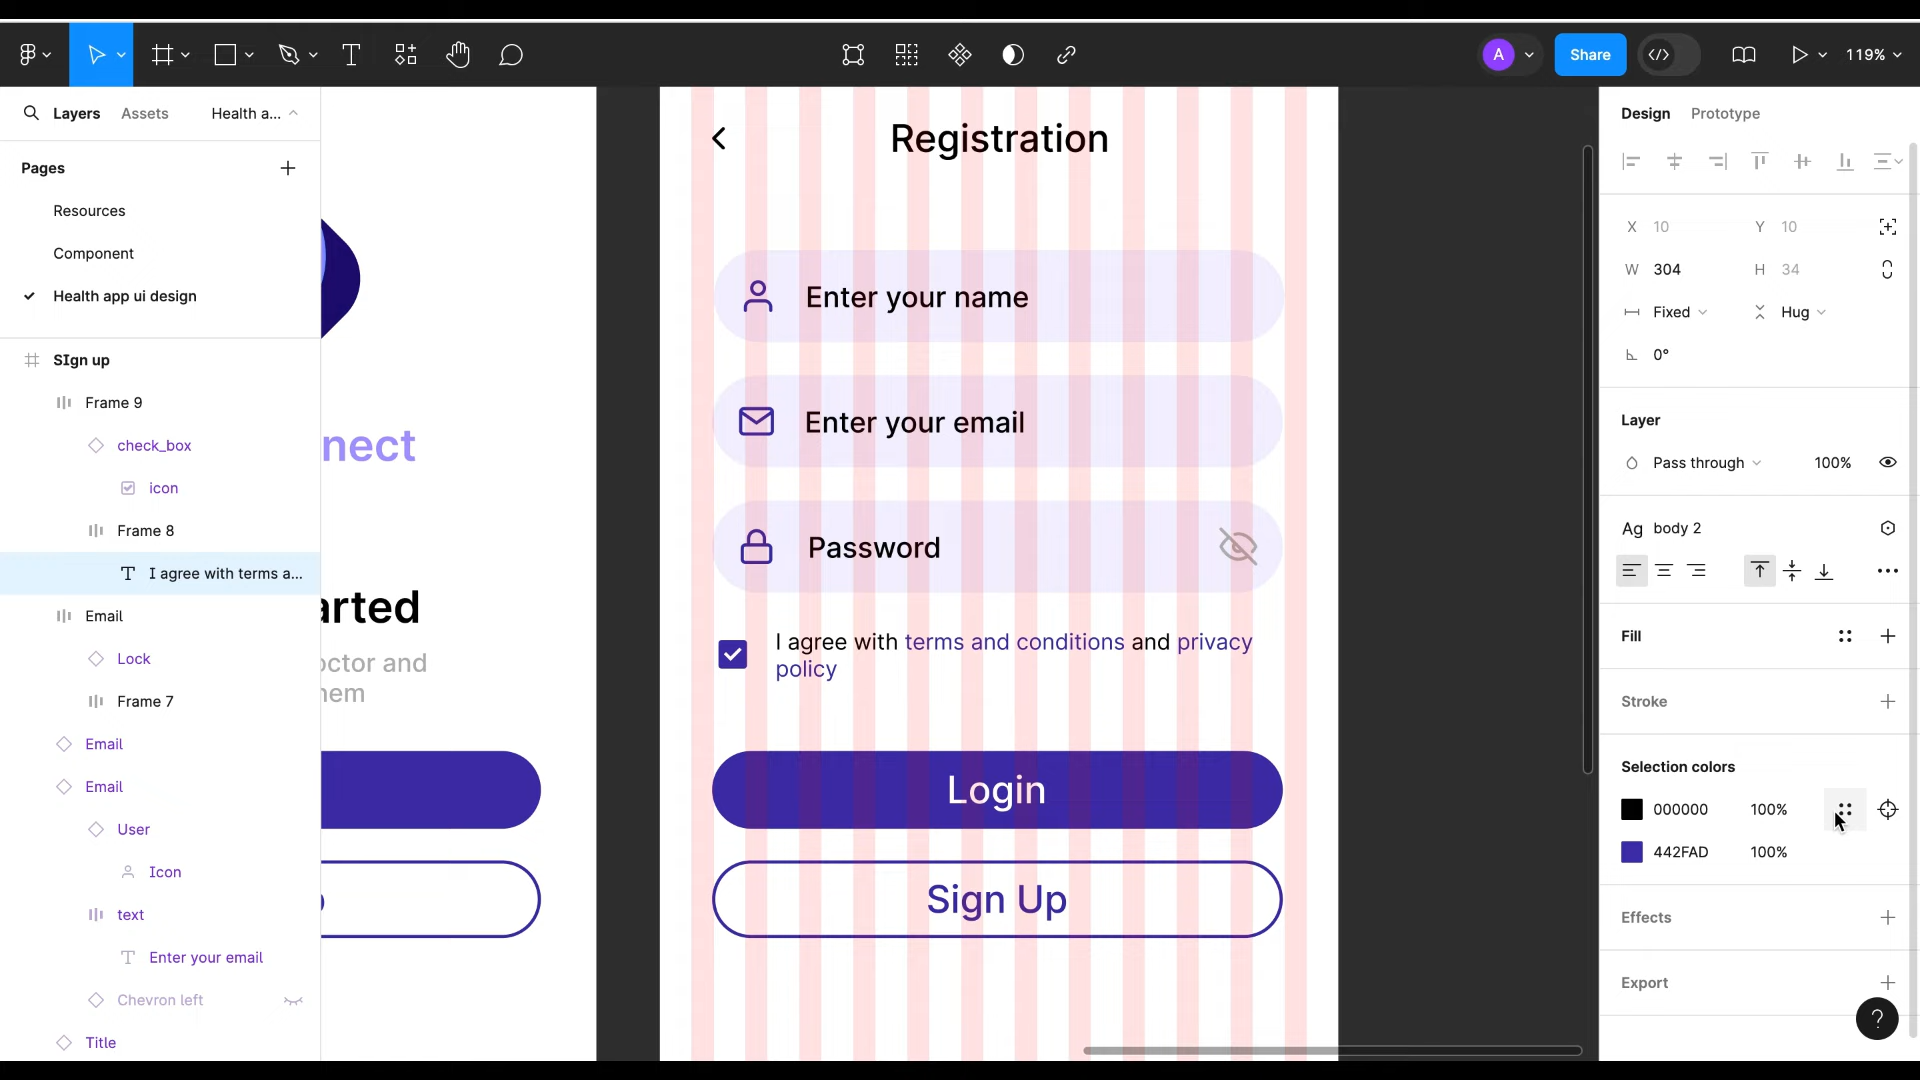 A
Share
119%
Layers
Assets
Health a...
Pages
Resources
Component
Health app ui design
SIgn up
Frame 9
check_box
icon
Frame 8
I agree with terms a...
Email
Lock
Frame 7
Email
Email
User
Icon
text
Enter your email
Chevron left
Title
nect
arted
octor and
hem
Registration
Enter your name
Enter your email
Password
I agree with terms and conditions and privacy
policy
Login
Sign Up
Design
Prototype
X 10
Y 10
W 304
H 34
Fixed
Hug
0°
Layer
Pass through
100%
Ag body 2
Fill
Stroke
Selection colors
000000 100%
442FAD 100%
Effects
Export
?